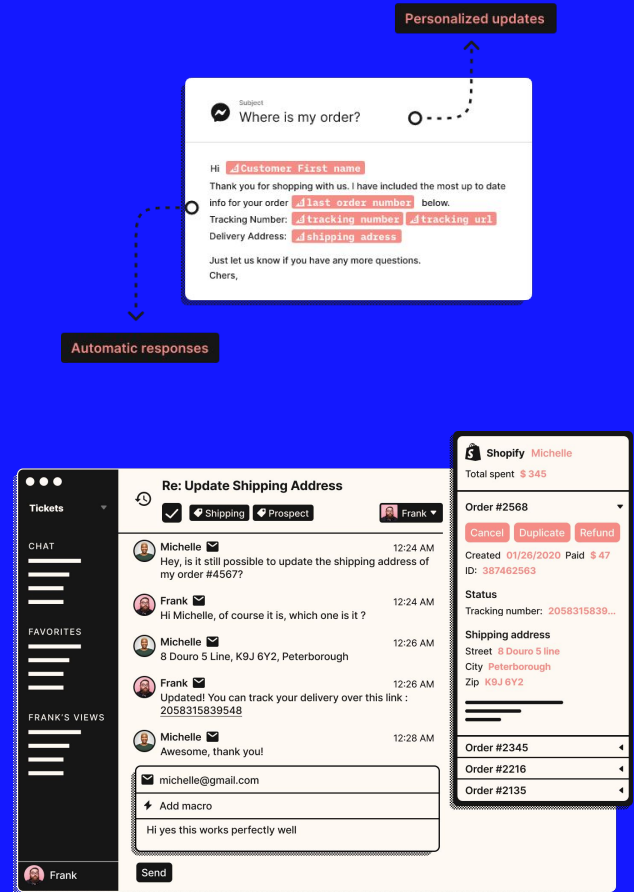 Personalized updates
Subject
Where is my order?
Hi Customer First name
Thank you for shopping with us. I have included the most up to date
info for your order last order number below.
Tracking Number: tracking number tracking url
Delivery Address: shipping adress
Just let us know if you have any more questions.
Chers,
Automatic responses
Tickets
CHAT
FAVORITES
FRANK'S VIEWS
Frank
Re: Update Shipping Address
Shipping Prospect Frank
Michelle 12:24 AM
Hey, is it still possible to update the shipping address of
my order #4567?
Frank 12:24 AM
Hi Michelle, of course it is, which one is it ?
Michelle 12:26 AM
8 Douro 5 Line, K9J 6Y2, Peterborough
Frank 12:26 AM
Updated! You can track your delivery over this link :
2058315839548
Michelle 12:28 AM
Awesome, thank you!
michelle@gmail.com
Add macro
Hi yes this works perfectly well
Send
Shopify Michelle
Total spent $ 345
Order #2568
Cancel Duplicate Refund
Created 01/26/2020 Paid $ 47
ID: 387462563
Status
Tracking number: 2058315839...
Shipping address
Street 8 Douro 5 line
City Peterborough
Zip K9J 6Y2
Order #2345
Order #2216
Order #2135